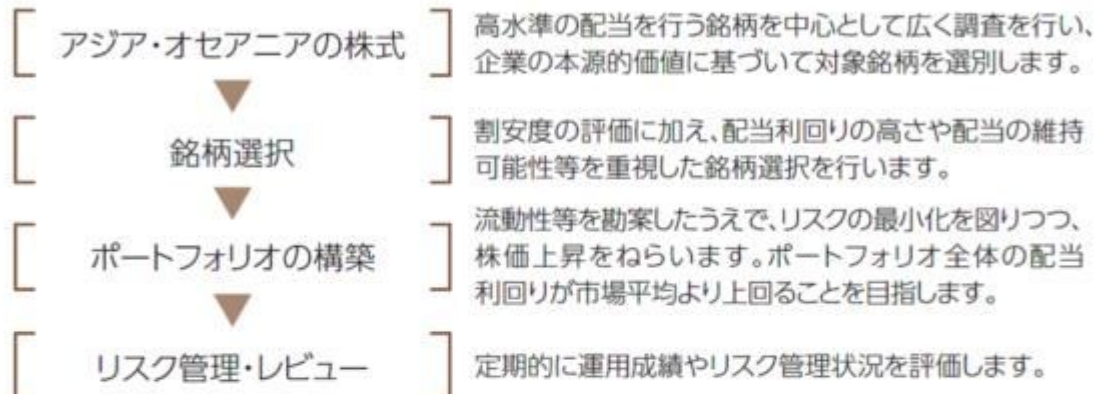 アジア・オセアニアの株式
高水準の配当を行う銘柄を中心として広く調査を行い、
企業の本源的価値に基づいて対象銘柄を選別します。
銘柄選択
割安度の評価に加え、配当利回りの高さや配当の維持
可能性等を重視した銘柄選択を行います。
ポートフォリオの構築
流動性等を勘案したうえで、リスクの最小化を図りつつ、
株価上昇をねらいます。ポートフォリオ全体の配当
利回りが市場平均より上回ることを目指します。
リスク管理・レビュー
定期的に運用成績やリスク管理状況を評価します。